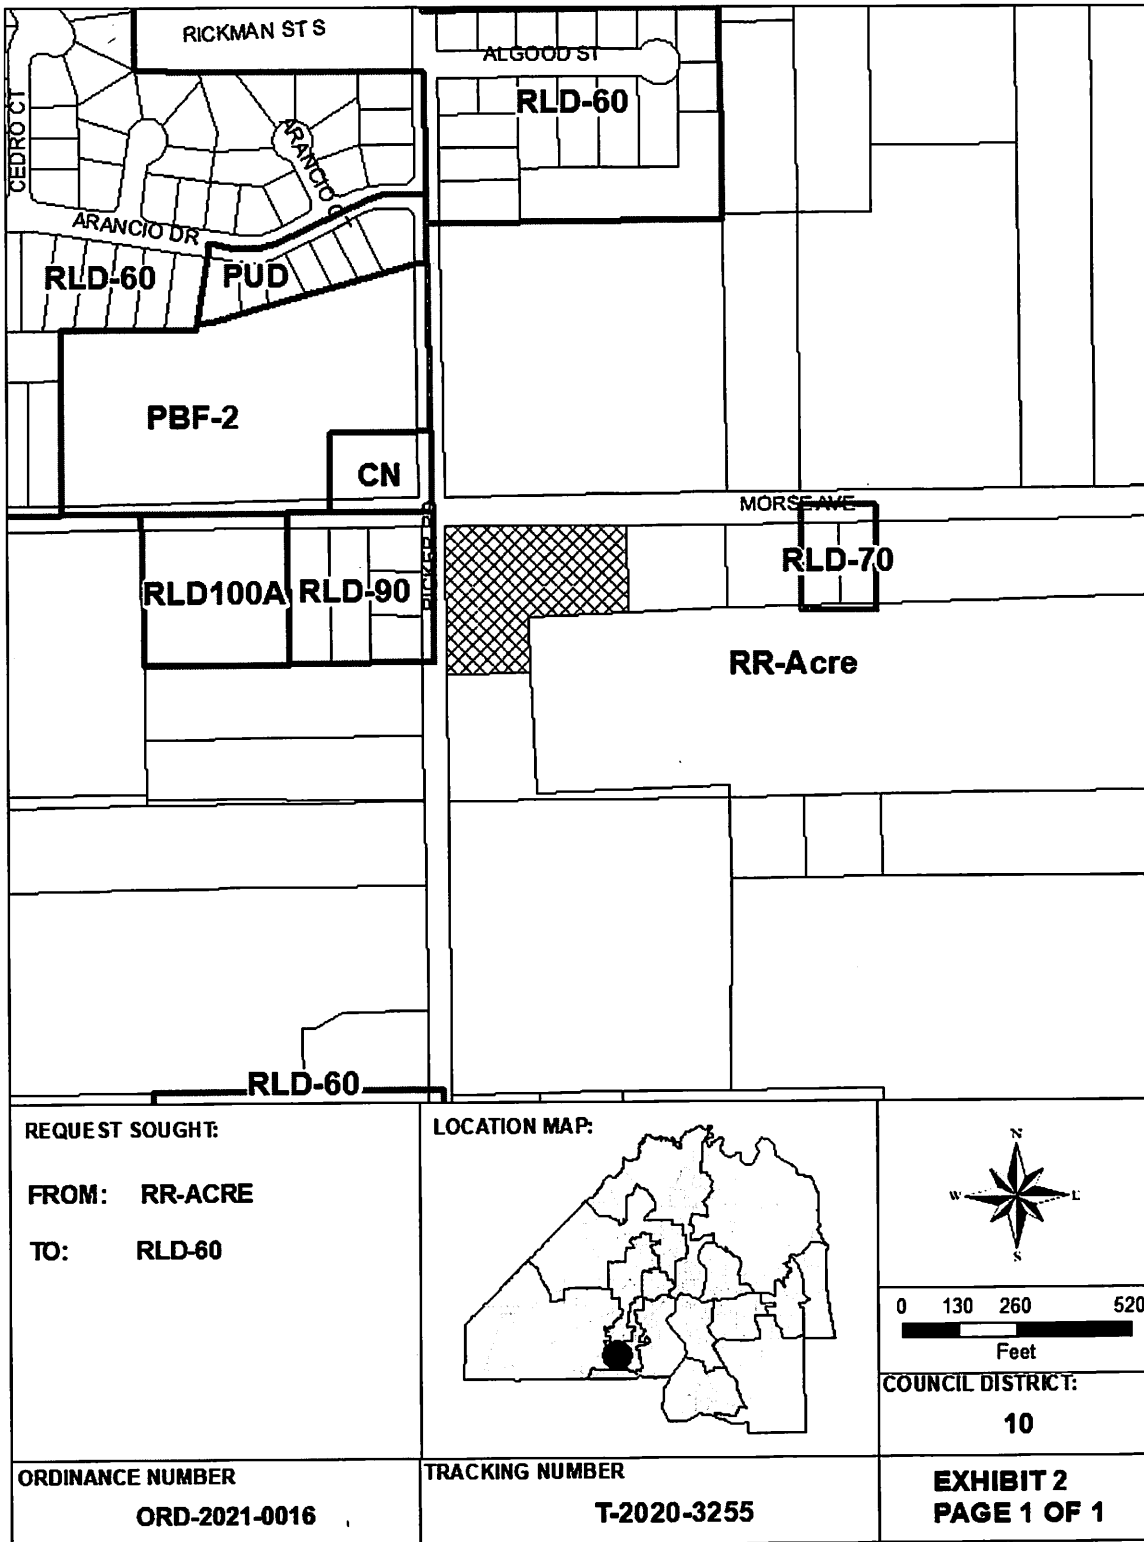 RICKMAN ST S
ALGOOD ST
RLD-60
CEDRO CT
ARANCIO CT
ARANCIO DR
RLD-60
PUD
PBF-2
CN
MORSE AVE
RICKER RD
RLD100A
RLD-90
RLD-70
RR-Acre
RLD-60
REQUEST SOUGHT:
FROM: RR-ACRE
TO: RLD-60
LOCATION MAP:
N
W
E
S
0 130 260 520
Feet
COUNCIL DISTRICT:
10
ORDINANCE NUMBER
ORD-2021-0016
TRACKING NUMBER
T-2020-3255
EXHIBIT 2
PAGE 1 OF 1